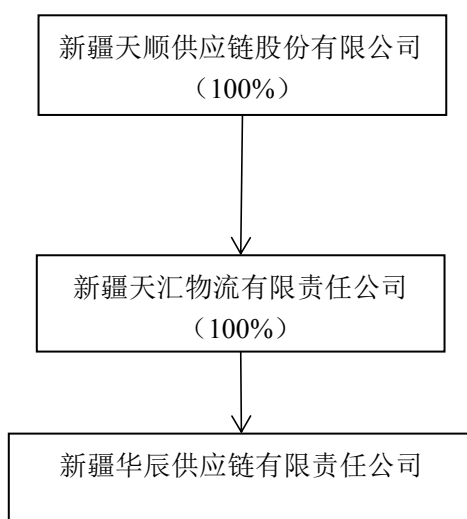 新疆天顺供应链股份有限公司
（100%）
新疆天汇物流有限责任公司
（100%）
新疆华辰供应链有限责任公司